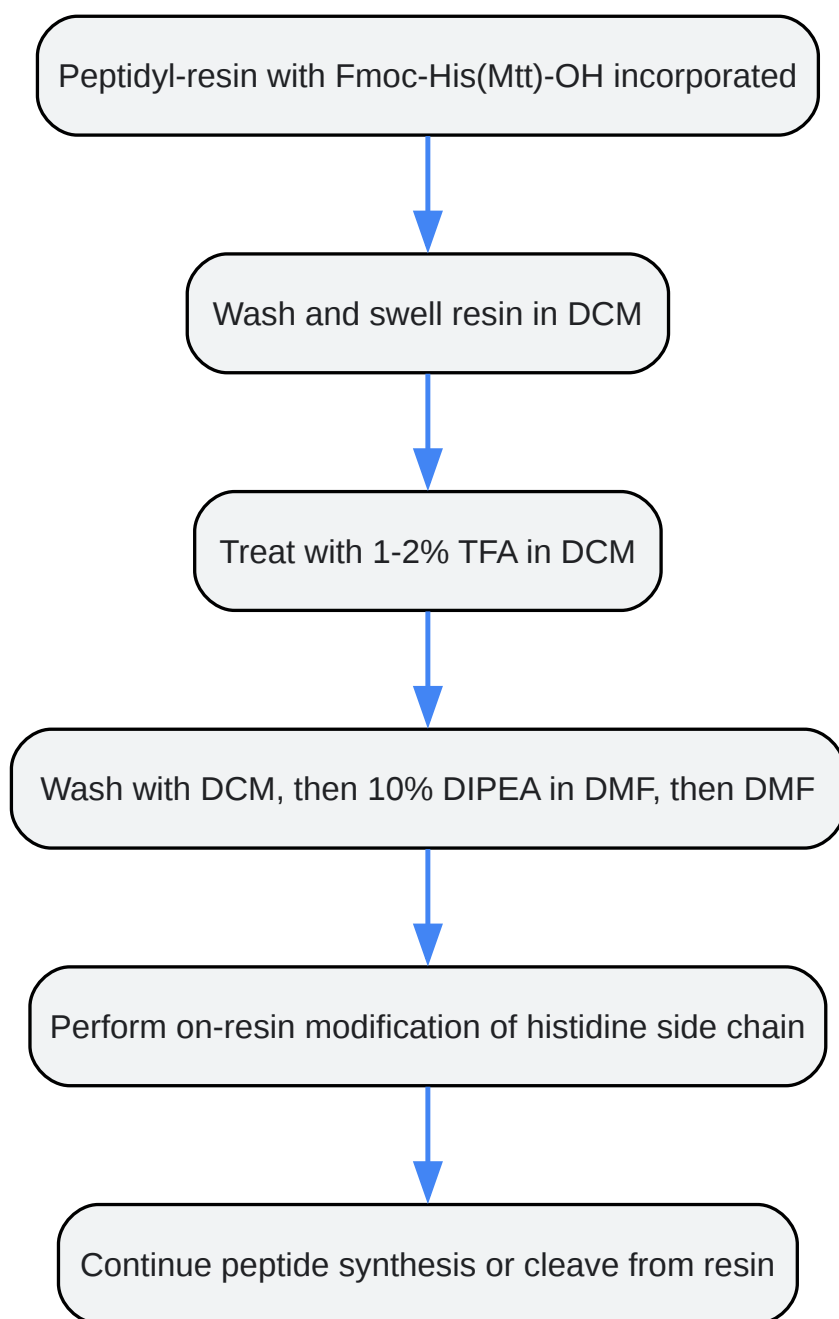 Peptidyl-resin with Fmoc-His(Mtt)-OH incorporated
Wash and swell resin in DCM
Treat with 1-2% TFA in DCM
Wash with DCM, then 10% DIPEA in DMF, then DMF
Perform on-resin modification of histidine side chain
Continue peptide synthesis or cleave from resin